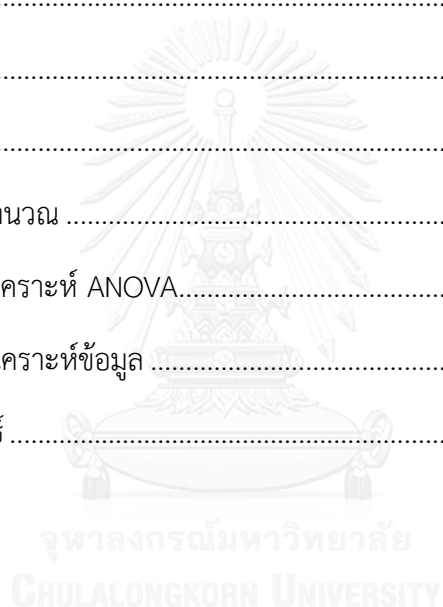 ................................................................
................................................................
................................................................
านวณ ................................................................
คราะห์ ANOVA................................................
คราะห์ข้อมูล ................................................
................................................................
จุฬาลงกรณ์มหาวิทยาลัย
CHULALONGKORN UNIVERSITY